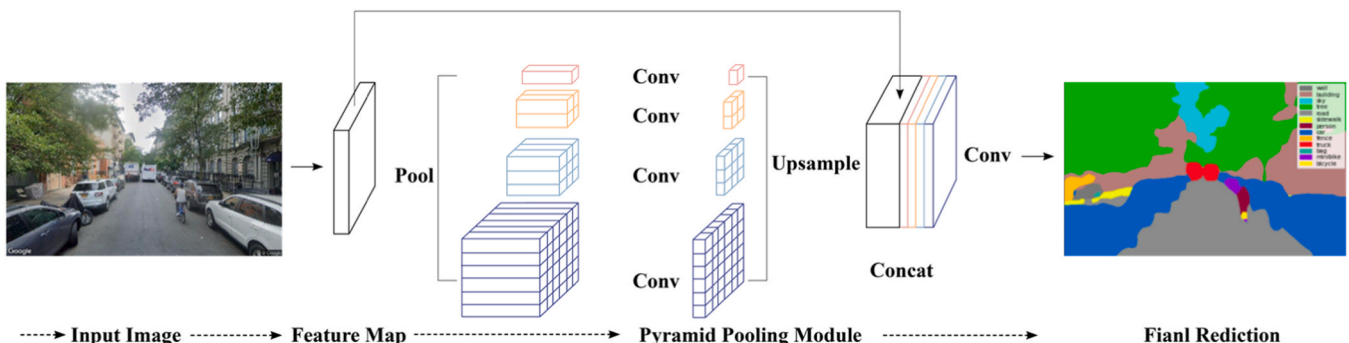 Conv
Conv
Pool
Conv
Upsample
Conv
Conv
Concat
Google
wall
building
sky
tree
road
sidewalk
person
car
fence
truck
bag
minibike
bicycle
Input Image
Feature Map
Pyramid Pooling Module
Fianl Rediction